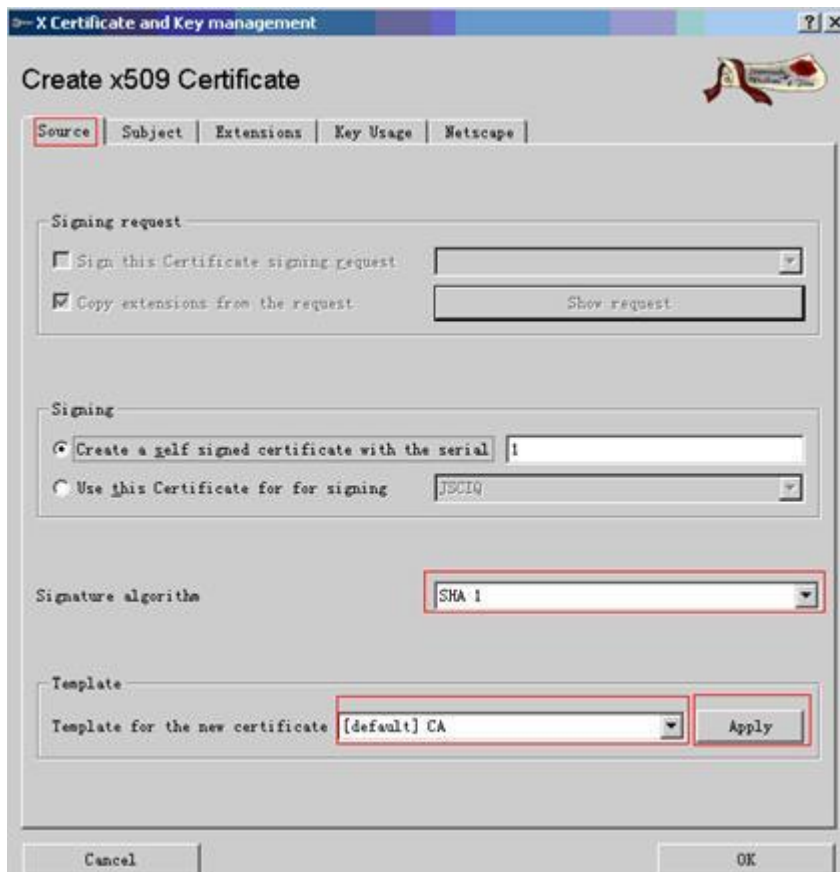 X Certificate and Key management
Create x509 Certificate
Source Subject Extensions Key Usage Netscape
Signing request
Sign this Certificate signing request
Copy extensions from the request Show request
Signing
Create a self signed certificate with the serial 1
Use this Certificate for for signing JSCIQ
Signature algorithm SHA 1
Template
Template for the new certificate [default] CA Apply
Cancel OK